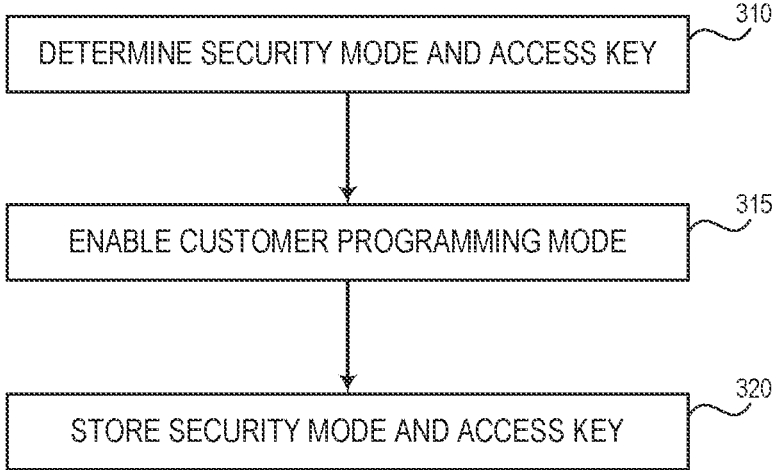 310
DETERMINE SECURITY MODE AND ACCESS KEY
315
ENABLE CUSTOMER PROGRAMMING MODE
320
STORE SECURITY MODE AND ACCESS KEY